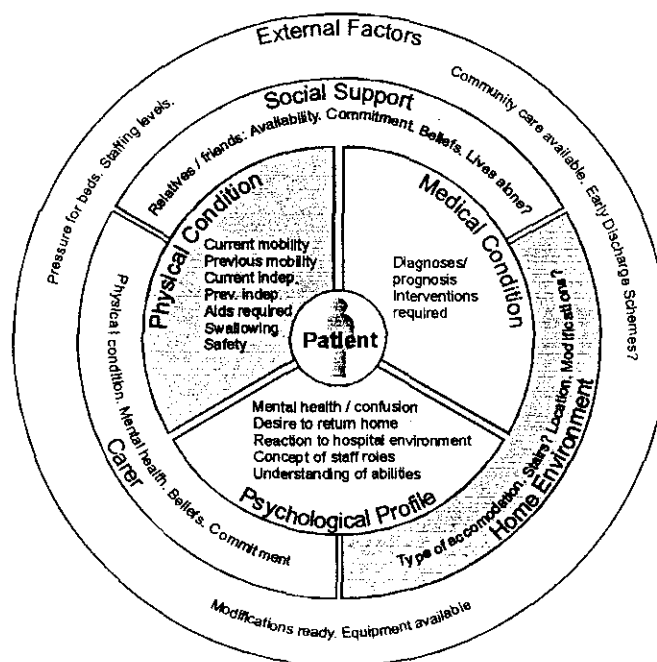 External Factors
Pressure for beds. Staffing levels.
Community care available. Early Discharge Schemes?
Modifications ready. Equipment available
Social Support
Relatives / friends: Availability. Commitment. Beliefs. Lives alone?
Home Environment
Type of accomodation. Stairs? Location. Modifications?
Carer
Physical condition. Mental health. Beliefs. Commitment
Physical Condition
Current mobility
Previous mobility
Current indep.
Prev. indep.
Aids required
Swallowing
Safety
Medical Condition
Diagnoses/
prognosis
Interventions
required
Patient
Mental health / confusion
Desire to return home
Reaction to hospital environment
Concept of staff roles
Understanding of abilities
Psychological Profile